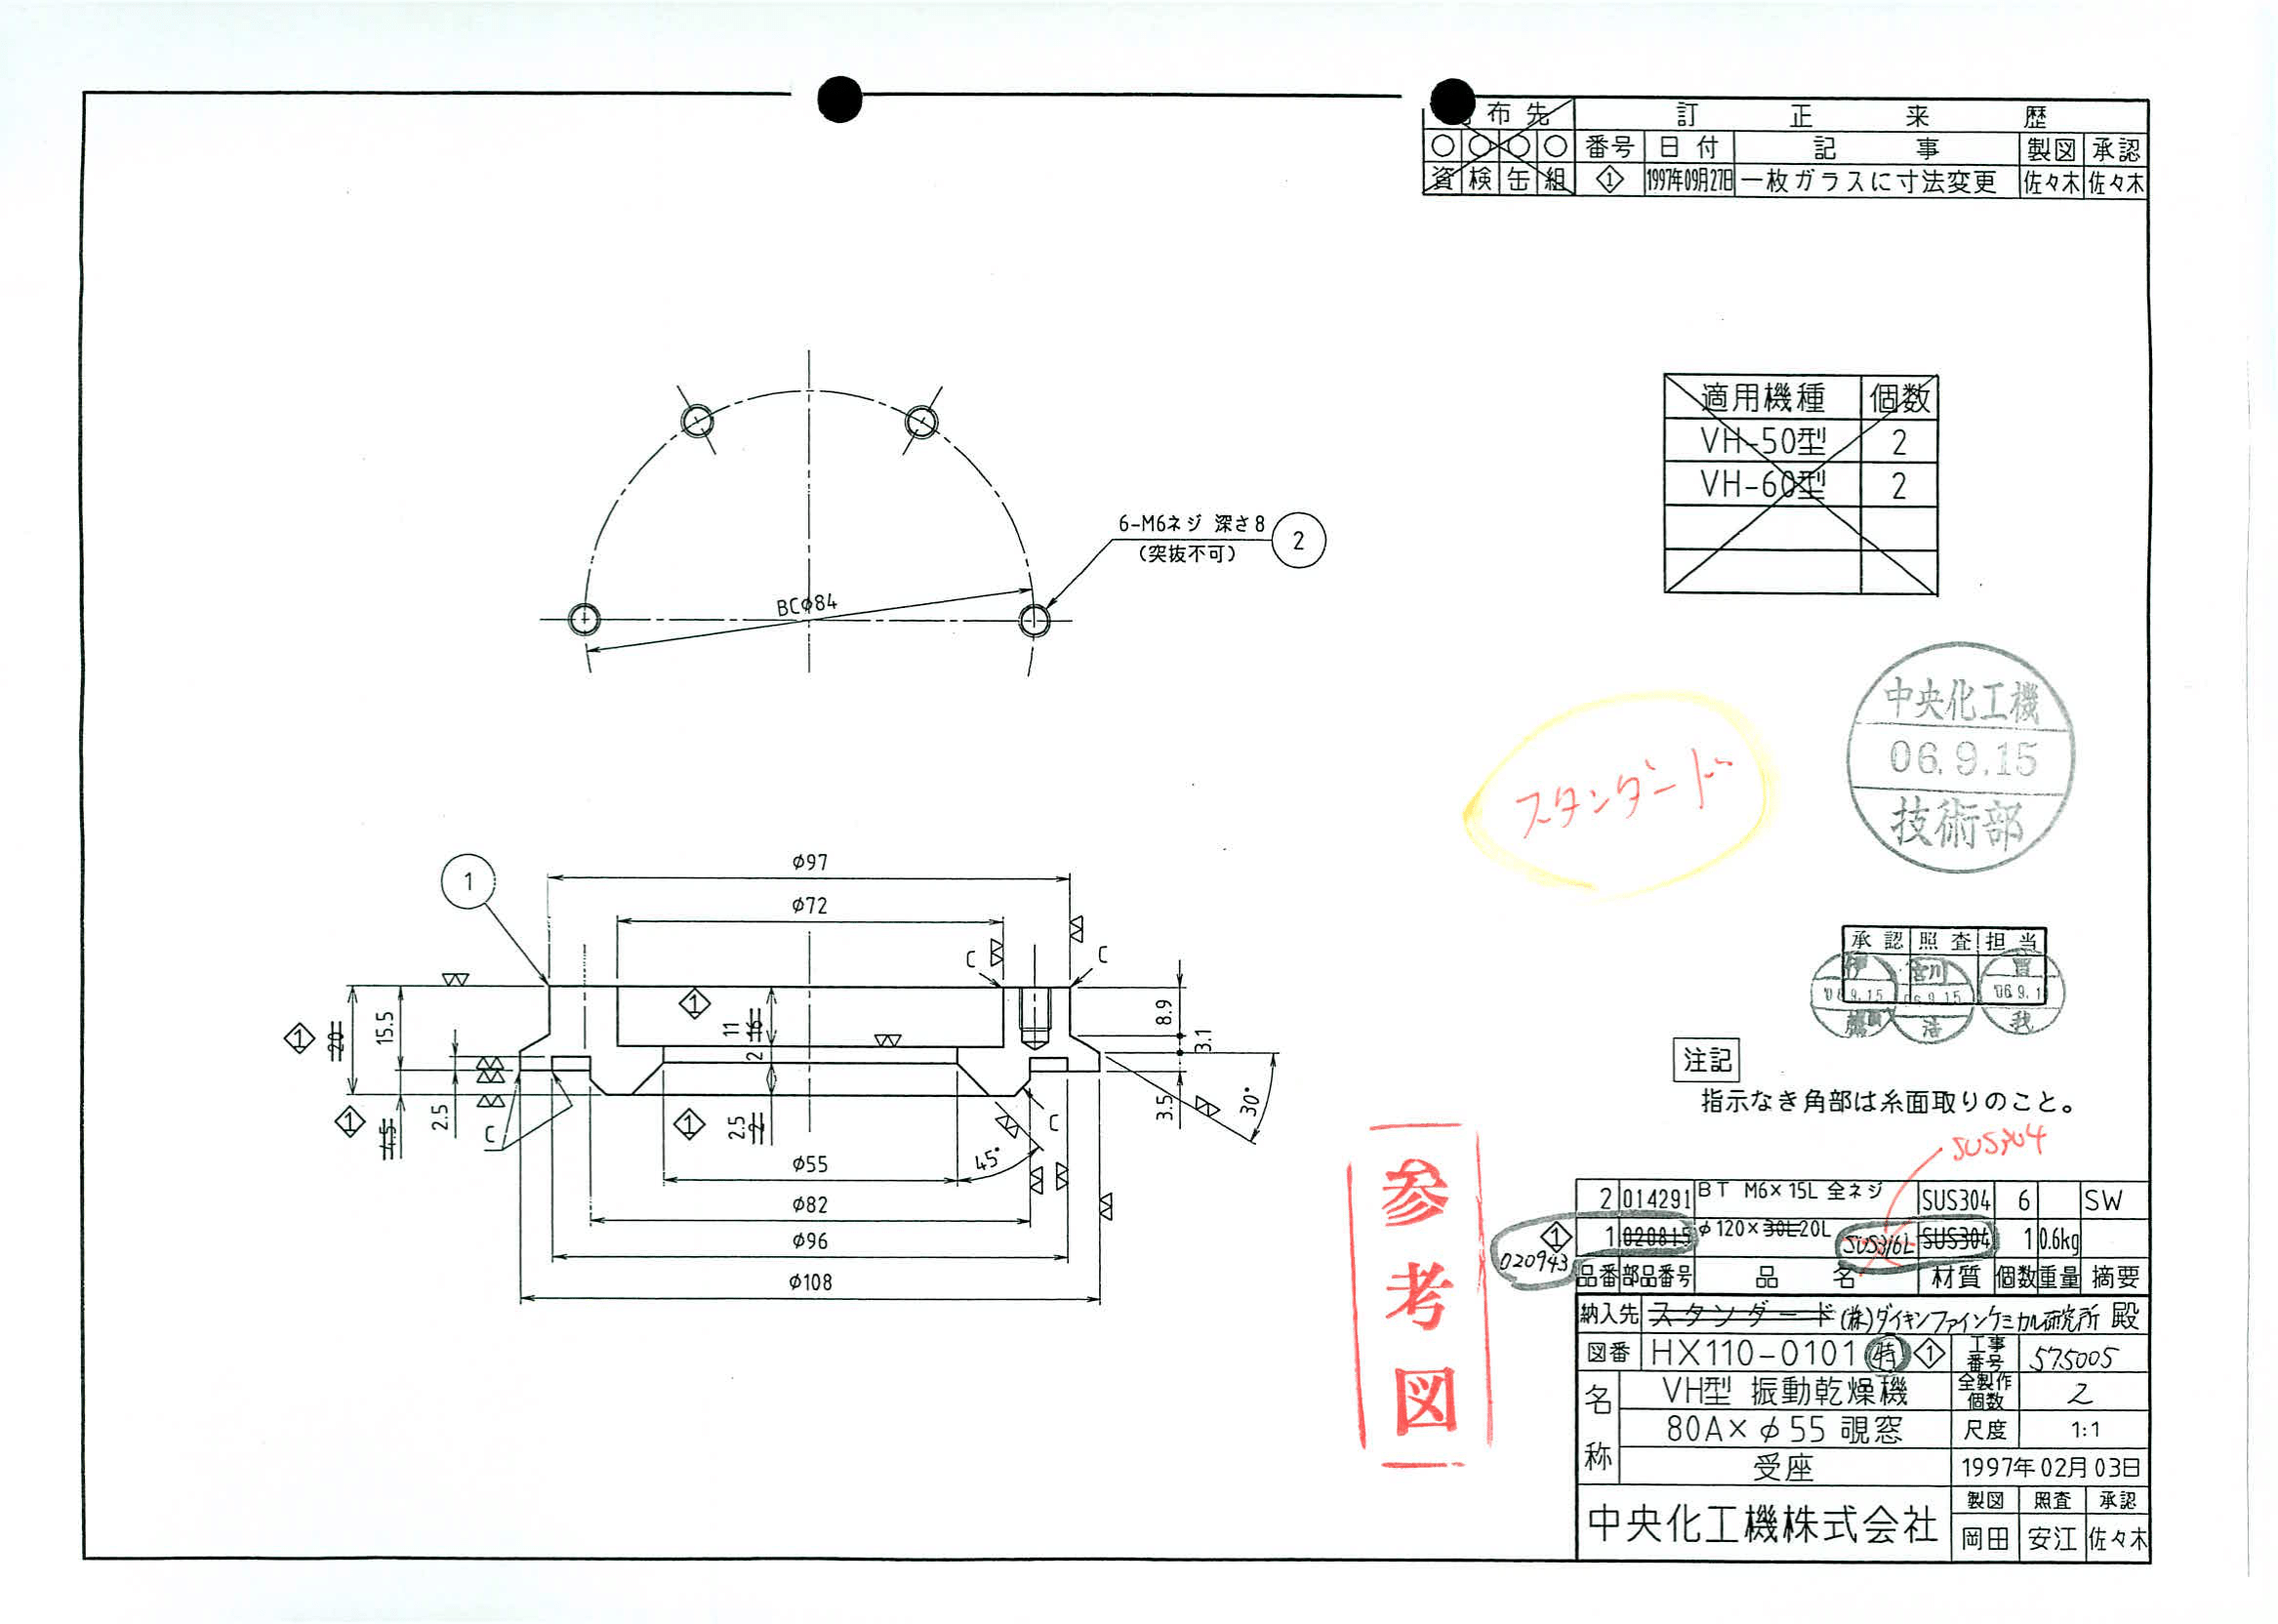 配布先 訂正来歴
番号 日付 記事 製図 承認
資 検 缶 組 1 1997年09月27日 一枚ガラスに寸法変更 佐々木 佐々木
適用機種 個数
VH-50型 2
VH-60型 2
6-M6ネジ 深さ8
(突抜不可)
2
BCφ84
中央化工機
06.9.15
技術部
スタンダード
1
φ97
φ72
C
C
1
20
15.5
1
11
16
2
8.9
3.1
3.5
30°
1
4.5
2.5
C
1
2.5
2
45°
C
φ55
φ82
φ96
φ108
承認 照査 担当
伊藤 宮川 賀我
06.9.15
06.9.15
注記
指示なき角部は糸面取りのこと。
SUS304
参考図
2 014291 BT M6×15L 全ネジ SUS304 6 SW
1 1 020815 φ120×30L20L SUS316L SUS304 1 0.6kg
020943
品番 部品番号 品名 材質 個数 重量 摘要
納入先 スタンダード (株)ダイキンファインケミカル研究所 殿
図番 HX110-0101 特 1 工事番号 575005
名称 VH型 振動乾燥機 全製作個数 2
80A×φ55 覗窓 尺度 1:1
受座 1997年02月03日
中央化工機株式会社 製図 照査 承認
岡田 安江 佐々木